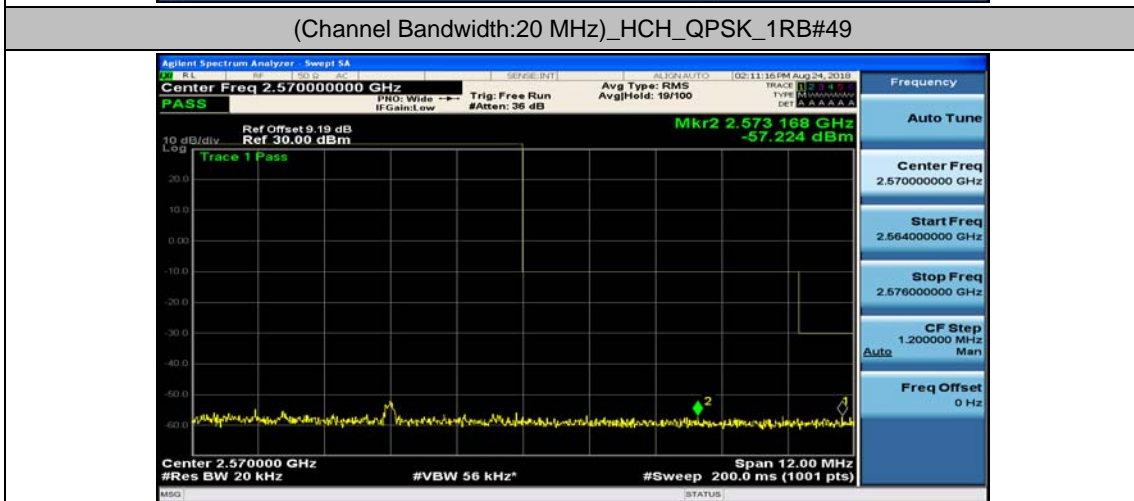 (Channel Bandwidth:20 MHz)_HCH_QPSK_1RB#49
Agilent Spectrum Analyzer - Swept SA
RL RF 50 Ω AC SENSE:INT ALIGN AUTO 02:11:16 PM Aug 24, 2018
Center Freq 2.570000000 GHz
PASS
PNO: Wide
IFGain:Low
Trig: Free Run
#Atten: 36 dB
Avg Type: RMS
Avg|Hold: 19/100
TRACE 1 2 3 4 5 6
TYPE
DET A A A A A A
Ref Offset 9.19 dB
10 dB/div Ref 30.00 dBm
Log
Mkr2 2.573 168 GHz
-57.224 dBm
Trace 1 Pass
20.0
10.0
0.00
-10.0
-20.0
-30.0
-40.0
-50.0
-60.0
2
1
Center 2.570000 GHz
Span 12.00 MHz
#Res BW 20 kHz
#VBW 56 kHz*
#Sweep 200.0 ms (1001 pts)
MSG
STATUS
Frequency
Auto Tune
Center Freq
2.570000000 GHz
Start Freq
2.564000000 GHz
Stop Freq
2.576000000 GHz
CF Step
1.200000 MHz
Auto Man
Freq Offset
0 Hz